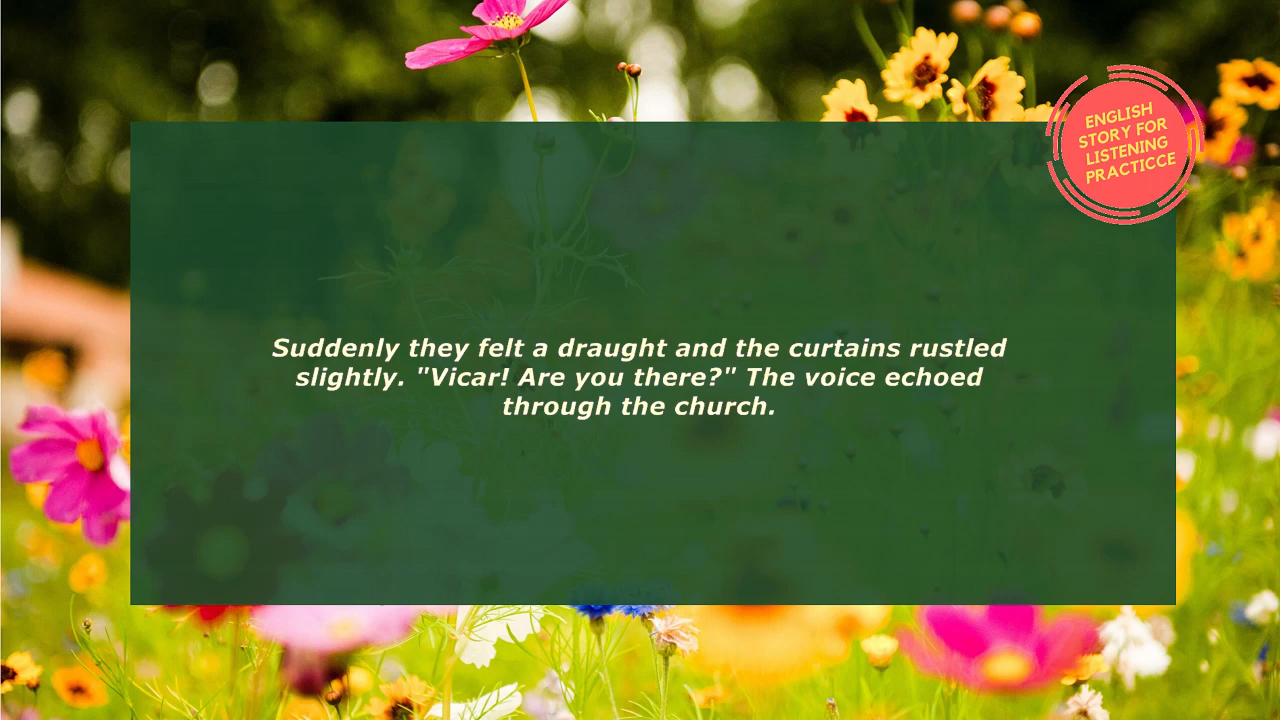 ENGLISH
STORY FOR
LISTENING
PRACTICCE
Suddenly they felt a draught and the curtains rustled
slightly. "Vicar! Are you there?" The voice echoed
through the church.